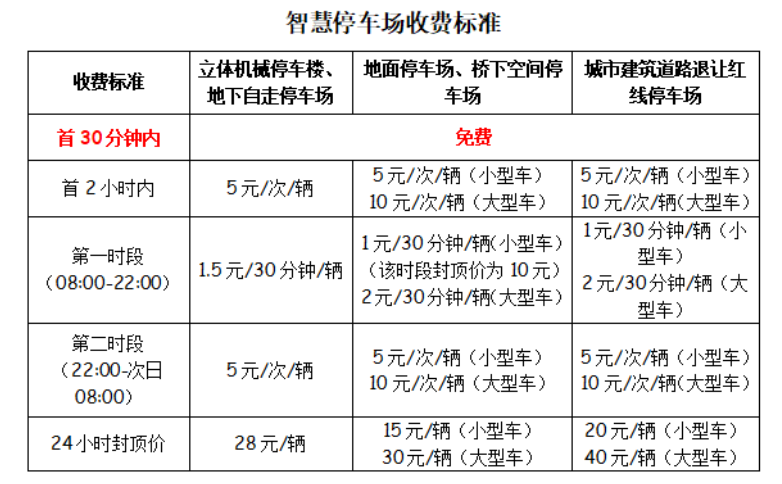 智慧停车场收费标准
收费标准
立体机械停车楼、
地下自走停车场
地面停车场、桥下空间停
车场
城市建筑道路退让红
线停车场
首 30 分钟内
免费
首 2 小时内
5 元/次/辆
5 元/次/辆（小型车）
10 元/次/辆（大型车）
5 元/次/辆（小型车）
10 元/次/辆(大型车）
第一时段
（08:00-22:00）
1.5 元/30 分钟/辆
1元/30 分钟/辆(小型车）
（该时段封顶价为 10 元）
2元/30 分钟/辆(大型车）
1元/30 分钟/辆（小
型车）
2 元/30 分钟/辆（大
型车）
第二时段
（22:00-次日
08:00）
5 元/次/辆
5 元/次/辆（小型车）
10 元/次/辆（大型车）
5 元/次/辆（小型车）
10 元/次/辆(大型车）
24 小时封顶价
28 元/辆
15 元/辆（小型车）
30 元/辆（大型车）
20 元/辆（小型车）
40 元/辆（大型车）